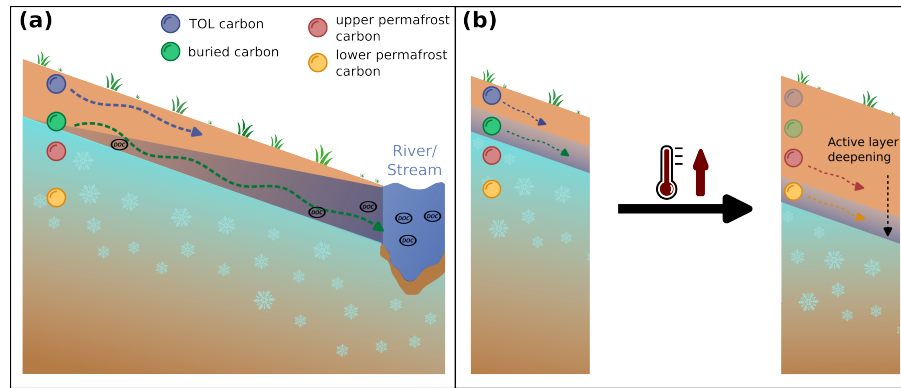 (a)
TOL carbon
buried carbon
upper permafrost
carbon
lower permafrost
carbon
DOC
DOC
DOC
DOC
DOC
DOC
River/
Stream
(b)
Active layer
deepening